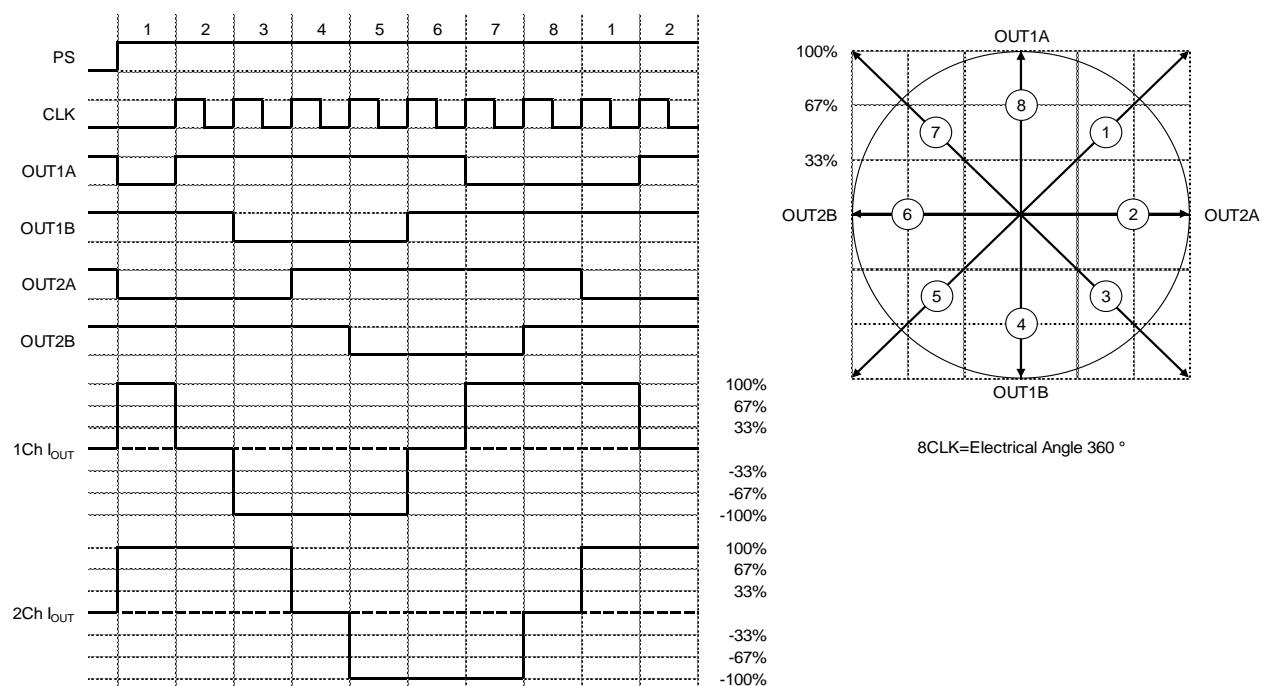 1 2 3 4 5 6 7 8 1 2
PS
CLK
OUT1A
OUT1B
OUT2A
OUT2B
1Ch IOUT
100%
67%
33%
-33%
-67%
-100%
2Ch IOUT
100%
67%
33%
-33%
-67%
-100%
OUT1A
100%
67%
33%
8
7
1
OUT2B
6
2
OUT2A
5
3
4
OUT1B
8CLK=Electrical Angle 360 °